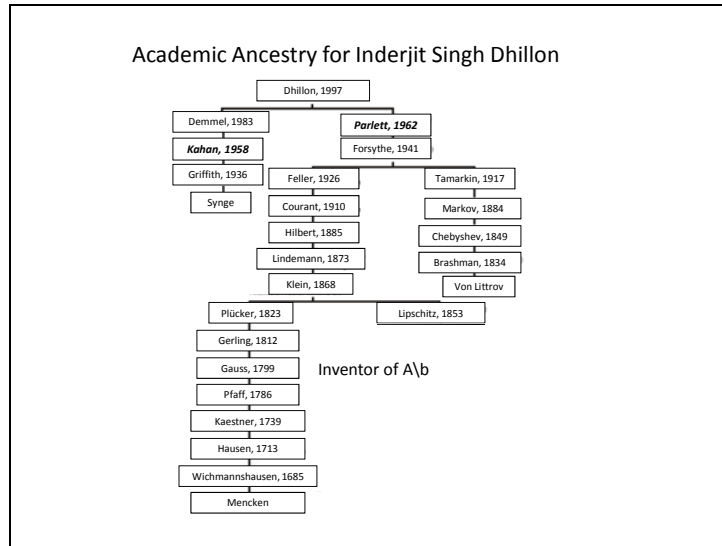 Academic Ancestry for Inderjit Singh Dhillon
Dhillon, 1997
Demmel, 1983
Parlett, 1962
Kahan, 1958
Forsythe, 1941
Griffith, 1936
Feller, 1926
Tamarkin, 1917
Synge
Courant, 1910
Markov, 1884
Hilbert, 1885
Chebyshev, 1849
Lindemann, 1873
Brashman, 1834
Klein, 1868
Von Littrov
Plücker, 1823
Lipschitz, 1853
Gerling, 1812
Gauss, 1799
Inventor of A\b
Pfaff, 1786
Kaestner, 1739
Hausen, 1713
Wichmannshausen, 1685
Mencken